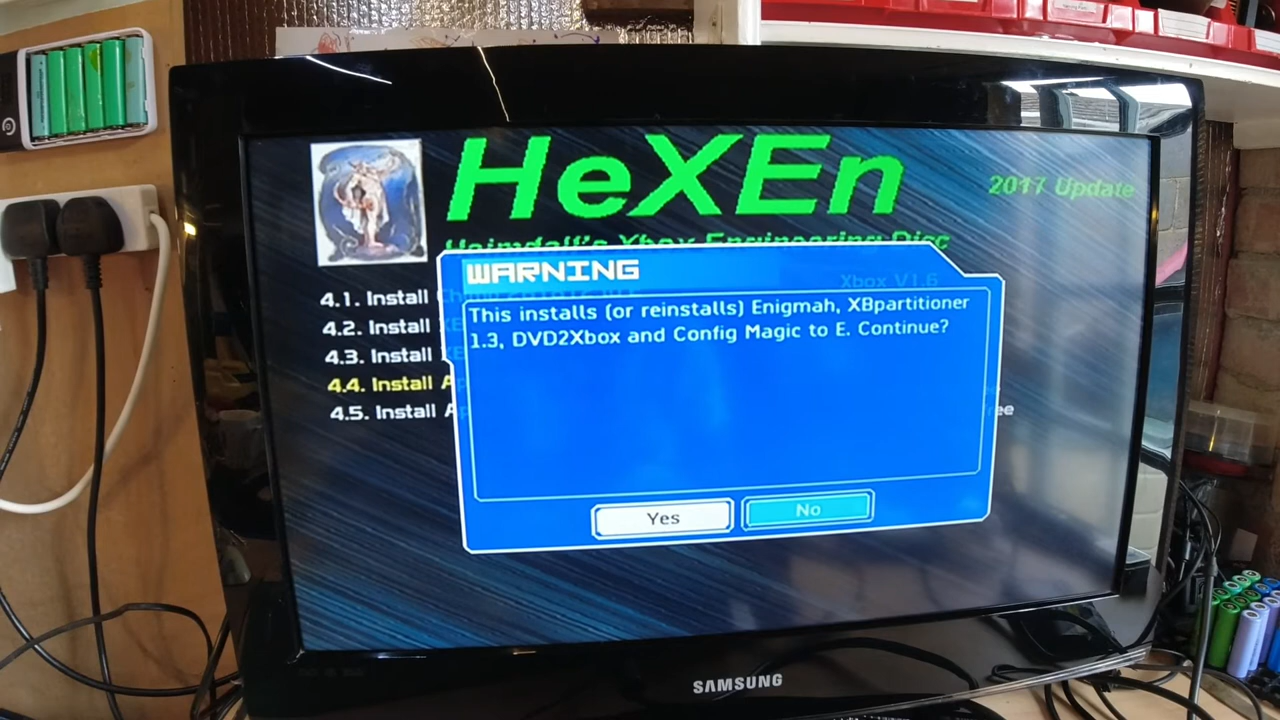 HeXEn
2017 Update
Heimdall's Xbox Engineering Disc
WARNING
Xbox V1.6
This installs (or reinstalls) Enigmah, XBpartitioner
1.3, DVD2Xbox and Config Magic to E. Continue?
4.1. Install
4.2. Install
4.3. Install
4.4. Install A
4.5. Install A
ree
Yes
No
SAMSUNG